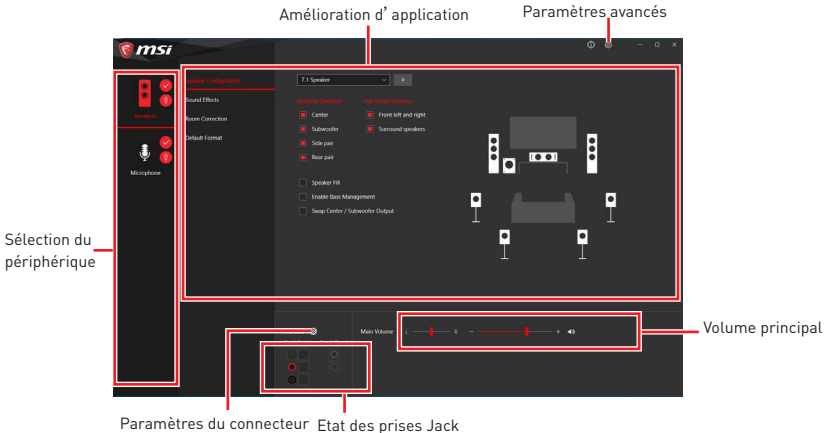 Amélioration d'application
Paramètres avancés
msi
Speaker Configuration
7.1 Speaker
Sound Effects
Optional Speakers
Full-range Speakers
Speakers
Room Correction
Center
Front left and right
Subwoofer
Surround speakers
Default Format
Side pair
Rear pair
Microphone
Speaker Fill
Enable Bass Management
Swap Center / Subwoofer Output
Sélection du
périphérique
Main Volume
L
R
Volume principal
Paramètres du connecteur
Etat des prises Jack